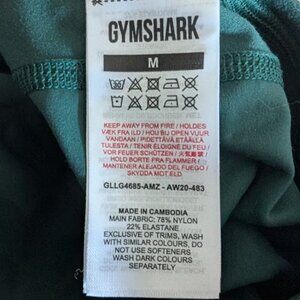 GYMSHARK
M
KEEP AWAY FROM FIRE / HOLDES
VÆK FRA ILD / HOU BIJ OPEN VUUR
VANDAAN / PIDETTÄVÄ ETÄÄLLÄ
TULESTA / TENIR ÉLOIGNÉ DU FEU /
VOR FEUER SCHÜTZEN /
HOLD BORTE FRA FLAMMER /
MANTENER ALEJADO DEL FUEGO /
SKYDDA MOT ELD
GLLG4685-AMZ - AW20-483
MADE IN CAMBODIA
MAIN FABRIC: 78% NYLON
22% ELASTANE
EXCLUSIVE OF TRIMS, WASH
WITH SIMILAR COLOURS, DO
NOT USE SOFTENERS
WASH DARK COLOURS
SEPARATELY